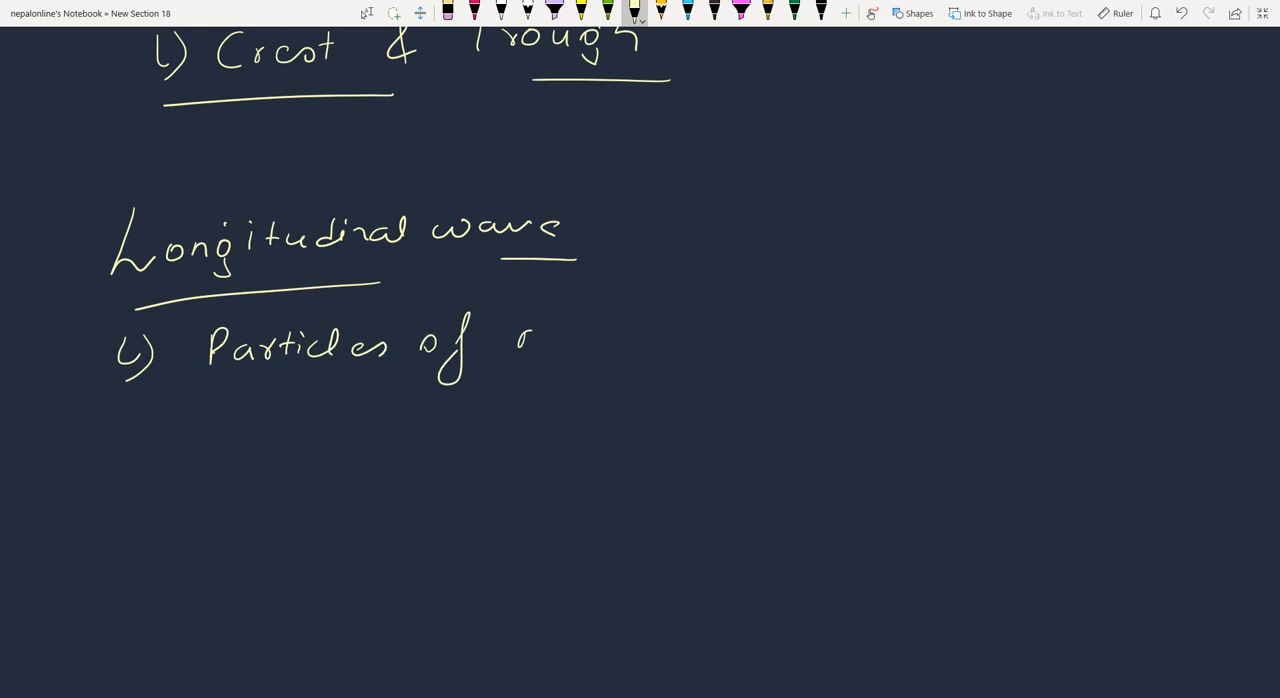 nepalonline's Notebook » New Section 18
Shapes Ink to Shape Ink to Text Ruler
i) Crest & Trough
Longitudinal wave
i) Particles of